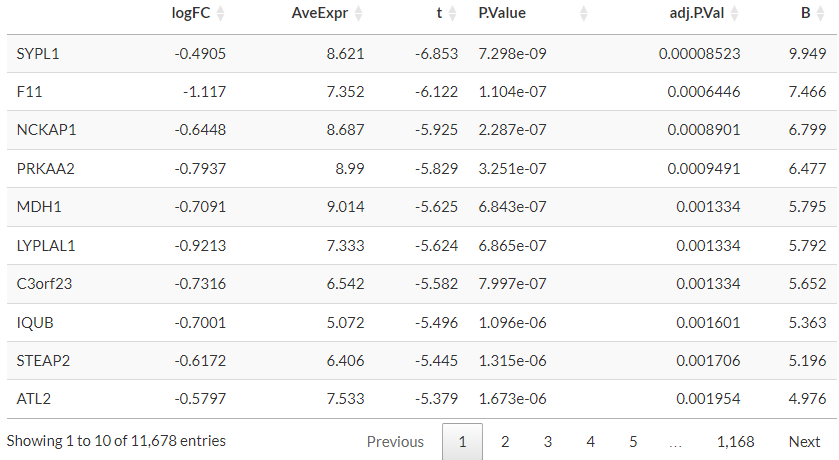 logFC AveExpr t P.Value adj.P.Val B
SYPL1 -0.4905 8.621 -6.853 7.298e-09 0.00008523 9.949
F11 -1.117 7.352 -6.122 1.104e-07 0.0006446 7.466
NCKAP1 -0.6448 8.687 -5.925 2.287e-07 0.0008901 6.799
PRKAA2 -0.7937 8.99 -5.829 3.251e-07 0.0009491 6.477
MDH1 -0.7091 9.014 -5.625 6.843e-07 0.001334 5.795
LYPLAL1 -0.9213 7.333 -5.624 6.865e-07 0.001334 5.792
C3orf23 -0.7316 6.542 -5.582 7.997e-07 0.001334 5.652
IQUB -0.7001 5.072 -5.496 1.096e-06 0.001601 5.363
STEAP2 -0.6172 6.406 -5.445 1.315e-06 0.001706 5.196
ATL2 -0.5797 7.533 -5.379 1.673e-06 0.001954 4.976
Showing 1 to 10 of 11,678 entries Previous 1 2 3 4 5 … 1,168 Next